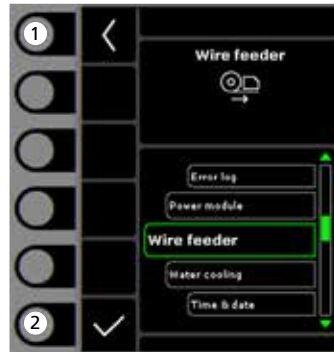 1
Wire feeder
Error log
Power module
Wire feeder
Water cooling
Time & date
2